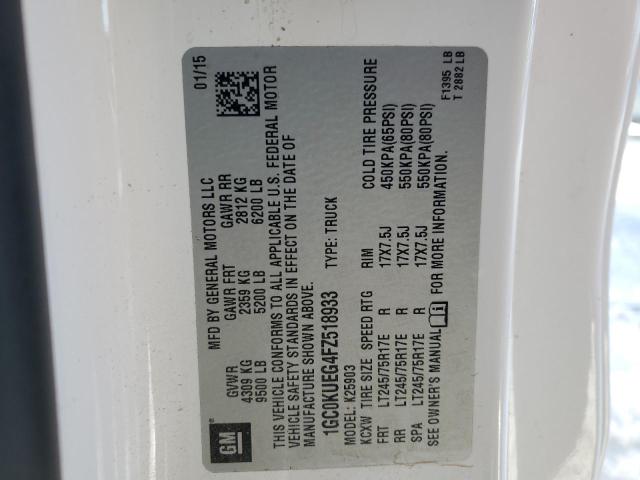 GM
MFD BY GENERAL MOTORS LLC
01/15
GVWR GAWR FRT GAWR RR
4309 KG 2359 KG 2812 KG
9500 LB 5200 LB 6200 LB
THIS VEHICLE CONFORMS TO ALL APPLICABLE U.S. FEDERAL MOTOR
VEHICLE SAFETY STANDARDS IN EFFECT ON THE DATE OF
MANUFACTURE SHOWN ABOVE.
1GC0KUEG4FZ518933 TYPE: TRUCK
MODEL: K25903
KCXW TIRE SIZE SPEED RTG RIM COLD TIRE PRESSURE
FRT LT245/75R17E R 17X7.5J 450KPA(65PSI)
RR LT245/75R17E R 17X7.5J 550KPA(80PSI)
SPA LT245/75R17E R 17X7.5J 550KPA(80PSI)
SEE OWNER'S MANUAL FOR MORE INFORMATION.
F1395 LB
T 2882 LB